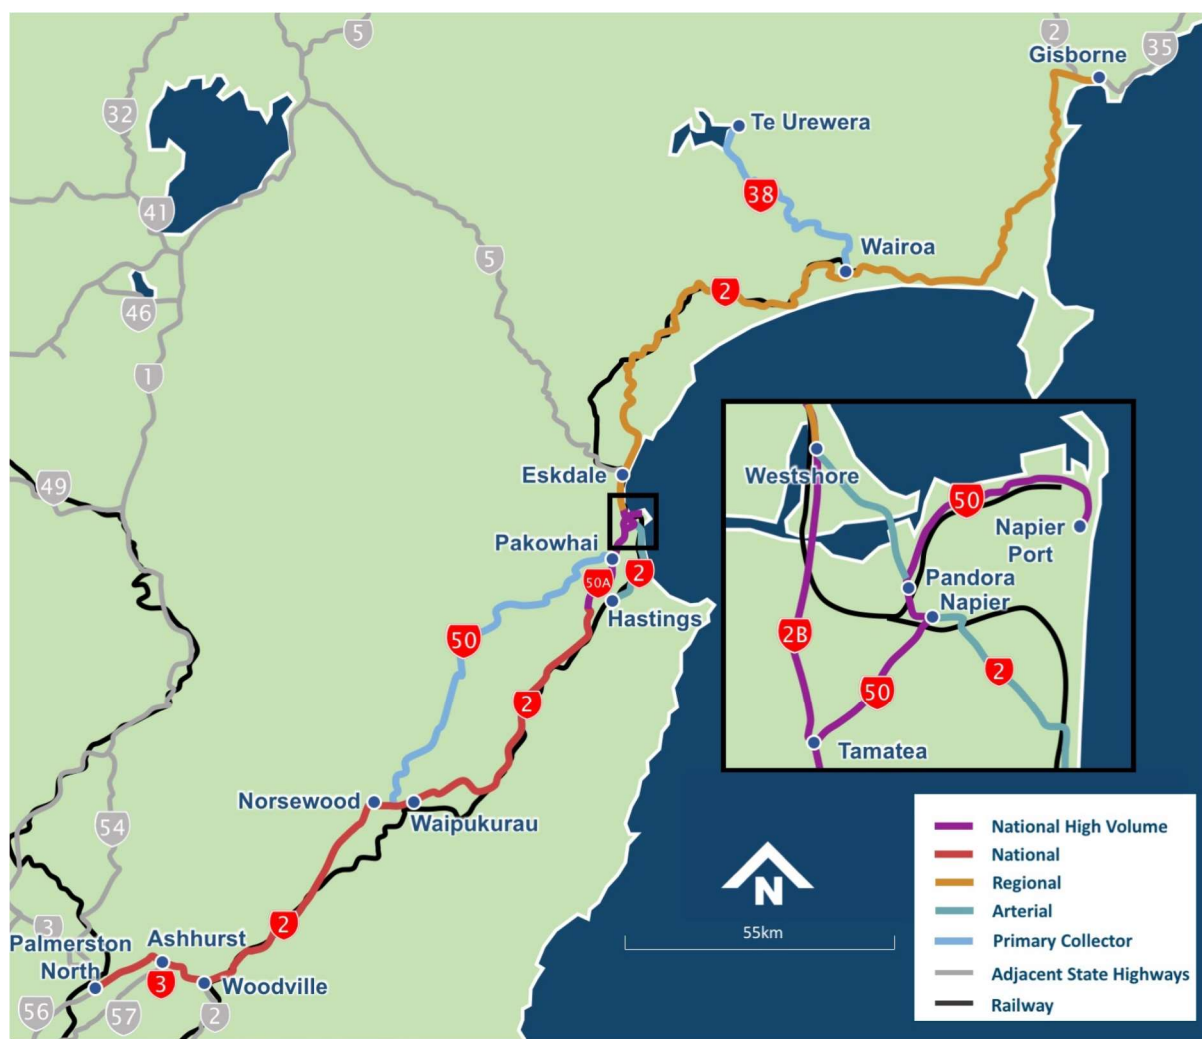 5
2
35
Gisborne
32
Te Urewera
38
41
Wairoa
5
2
46
1
Eskdale
49
Pakowhai
50A
2
Hastings
50
2
Norsewood
Waipukurau
54
2
3
Palmerston
North
Ashhurst
3
Woodville
56
57
2
Westshore
50
Napier
Port
Pandora
Napier
2B
2
50
Tamatea
N
55km
National High Volume
National
Regional
Arterial
Primary Collector
Adjacent State Highways
Railway